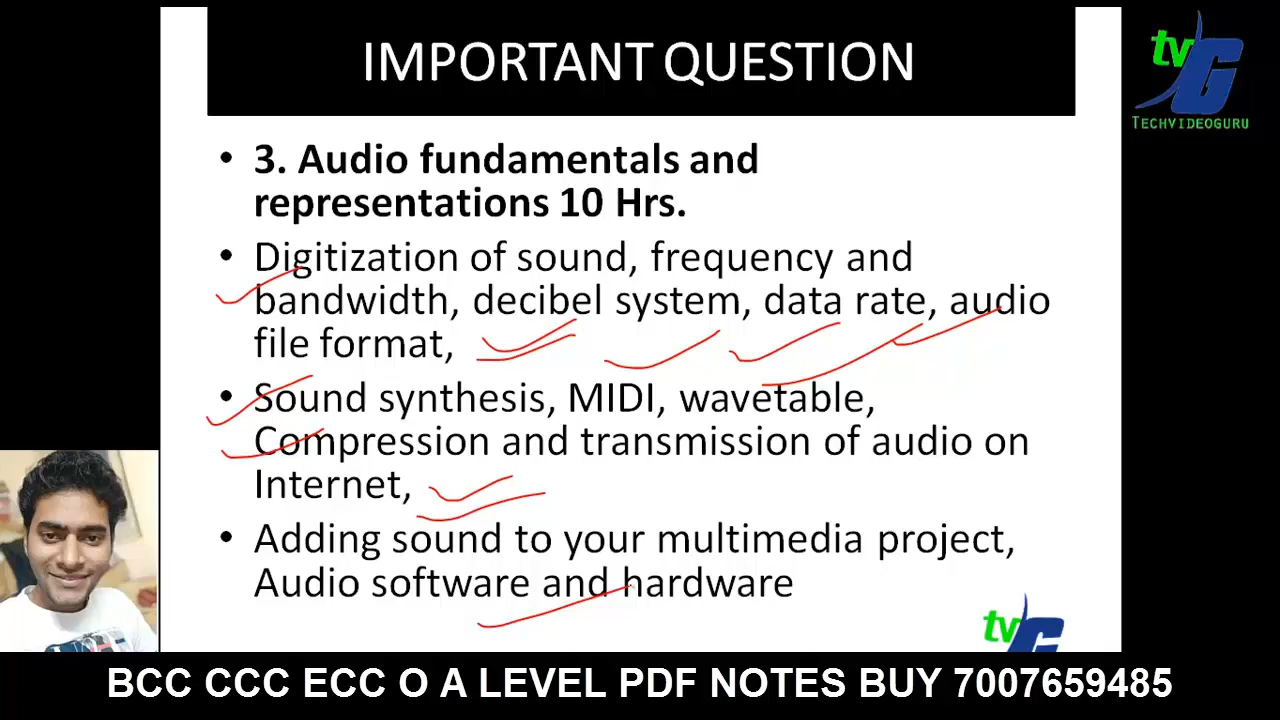 IMPORTANT QUESTION
tvG
TECHVIDEOGURU
• 3. Audio fundamentals and
representations 10 Hrs.
• Digitization of sound, frequency and
bandwidth, decibel system, data rate, audio
file format,
• Sound synthesis, MIDI, wavetable,
Compression and transmission of audio on
Internet,
• Adding sound to your multimedia project,
Audio software and hardware
tvG
BCC CCC ECC O A LEVEL PDF NOTES BUY 7007659485